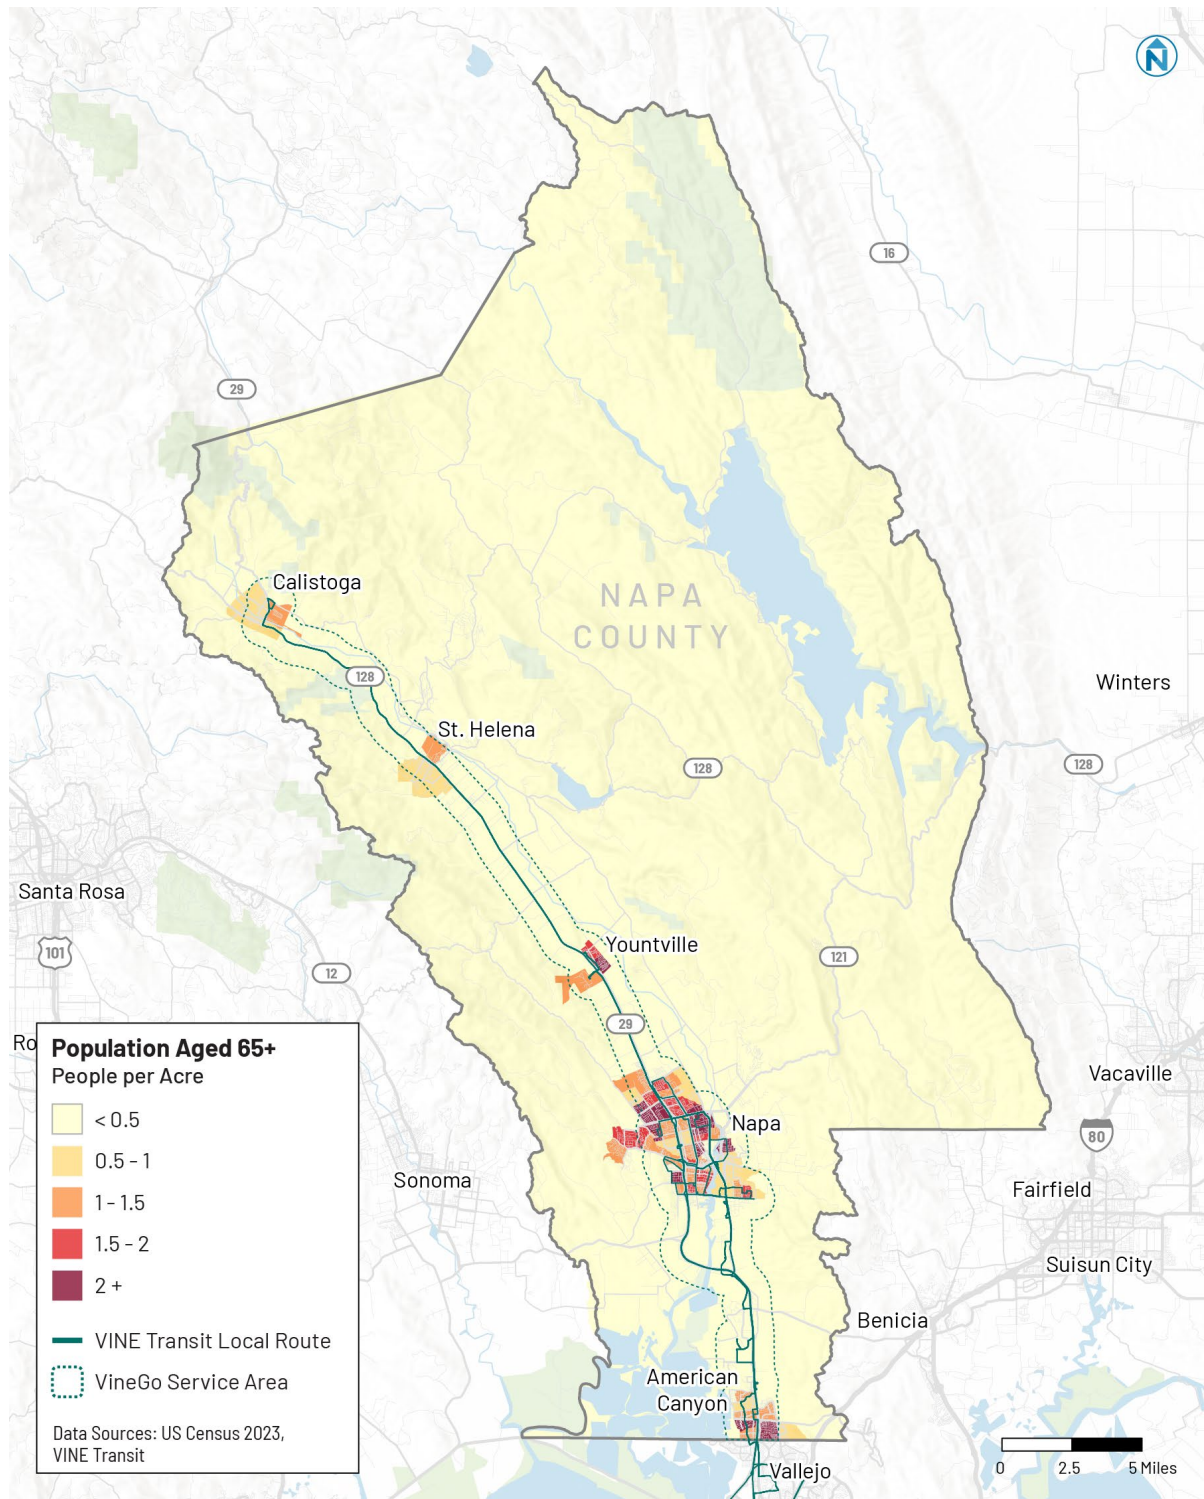 N
16
29
Calistoga
NAPA
COUNTY
128
Winters
St. Helena
128
128
Santa Rosa
101
Yountville
12
121
29
Ro
Vacaville
Napa
80
Sonoma
Fairfield
Suisun City
Benicia
American
Canyon
Vallejo
Population Aged 65+
People per Acre
< 0.5
0.5 - 1
1 - 1.5
1.5 - 2
2 +
VINE Transit Local Route
VineGo Service Area
Data Sources: US Census 2023,
VINE Transit
0 2.5 5 Miles